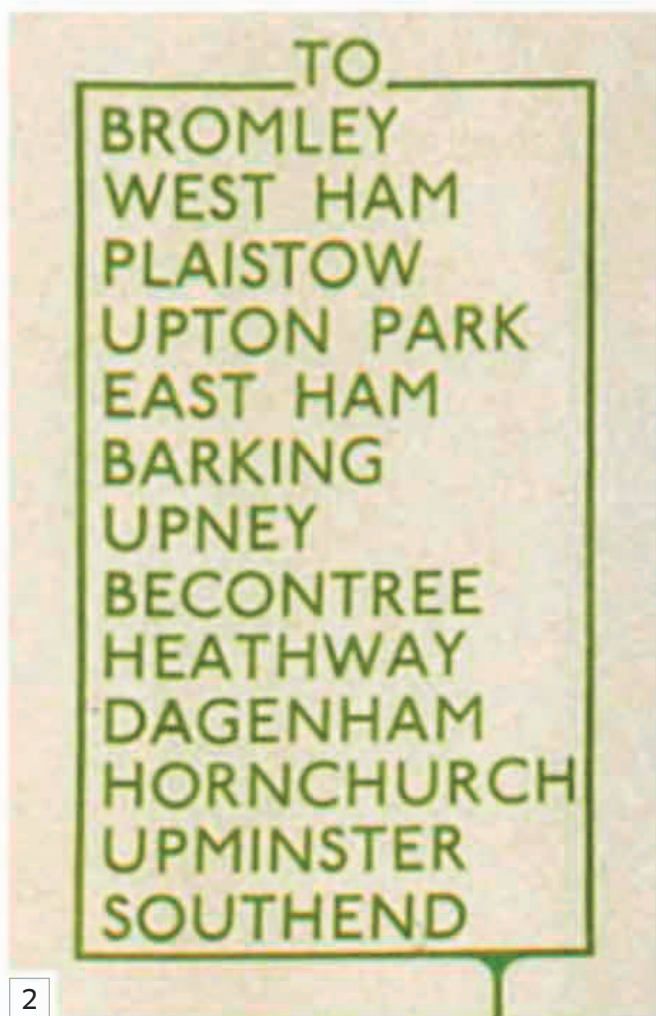 TO
BROMLEY
WEST HAM
PLAISTOW
UPTON PARK
EAST HAM
BARKING
UPNEY
BECONTREE
HEATHWAY
DAGENHAM
HORNCHURCH
UPMINSTER
SOUTHEND
2